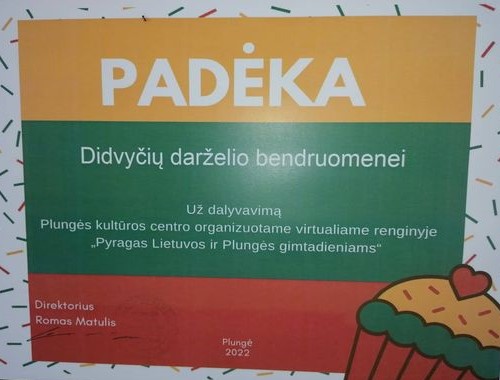 PADĖKA
Didvyčių darželio bendruomenei
Už dalyvavimą
Plungės kultūros centro organizuotame virtualiame renginyje
„Pyragas Lietuvos ir Plungės gimtadieniams“
Direktorius
Romas Matulis
Plungė
2022